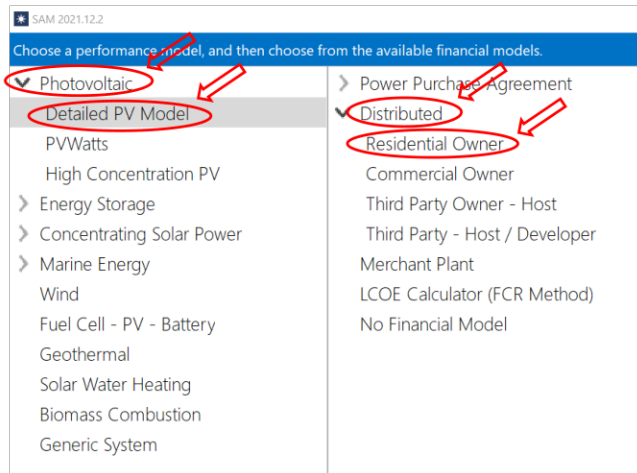 SAM 2021.12.2
Choose a performance model, and then choose from the available financial models.
Photovoltaic
Detailed PV Model
PVWatts
High Concentration PV
Energy Storage
Concentrating Solar Power
Marine Energy
Wind
Fuel Cell - PV - Battery
Geothermal
Solar Water Heating
Biomass Combustion
Generic System
Power Purchase Agreement
Distributed
Residential Owner
Commercial Owner
Third Party Owner - Host
Third Party - Host / Developer
Merchant Plant
LCOE Calculator (FCR Method)
No Financial Model